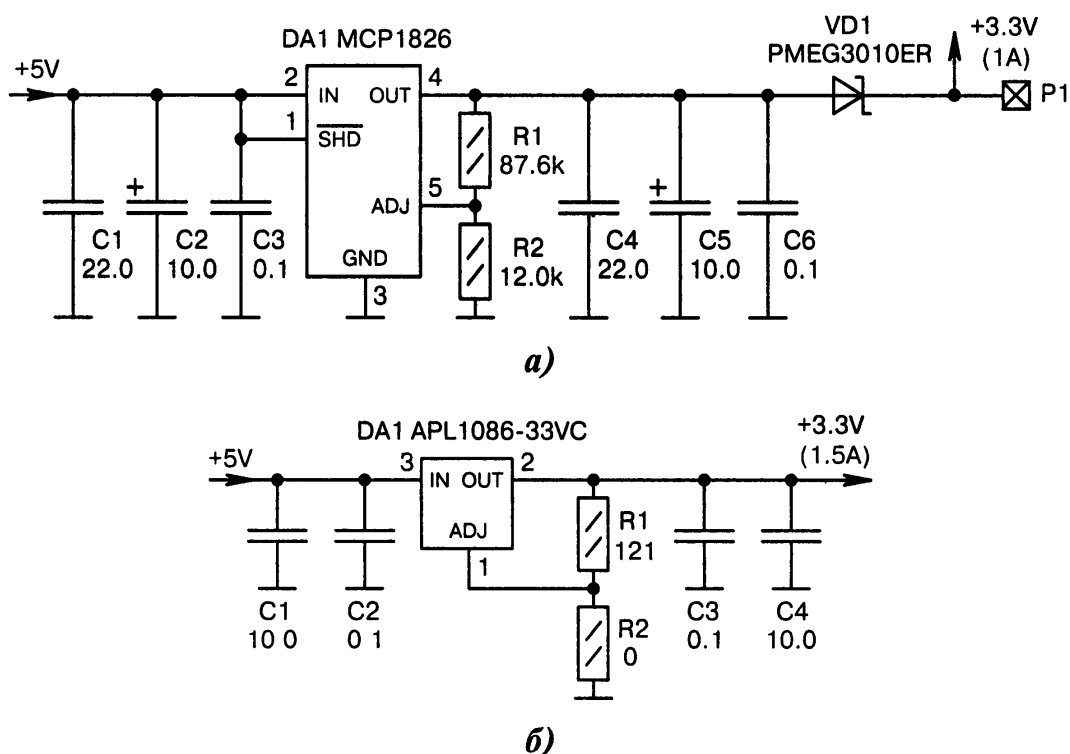 DA1 MCP1826
VD1
PMEG3010ER
+3.3V
(1A)
+5V
2
IN
OUT
4
P1
1
SHD
R1
87.6k
ADJ
5
R2
12.0k
GND
3
C1
22.0
+
C2
10.0
C3
0.1
C4
22.0
+
C5
10.0
C6
0.1
а)
DA1 APL1086-33VC
+3.3V
(1.5A)
+5V
3
IN OUT
2
ADJ
1
R1
121
R2
0
C1
10 0
C2
0 1
C3
0.1
C4
10.0
б)